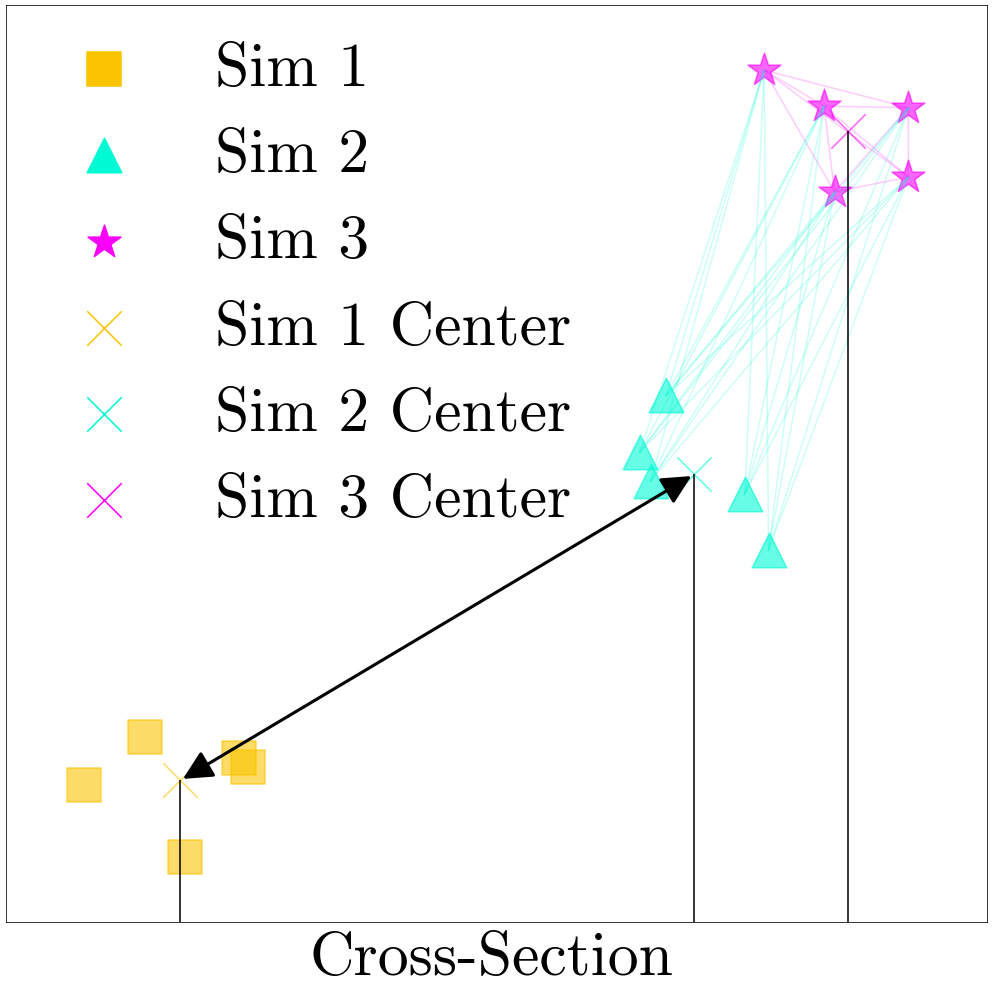 Sim 1
Sim 2
Sim 3
Sim 1 Center
Sim 2 Center
Sim 3 Center
Cross-Section